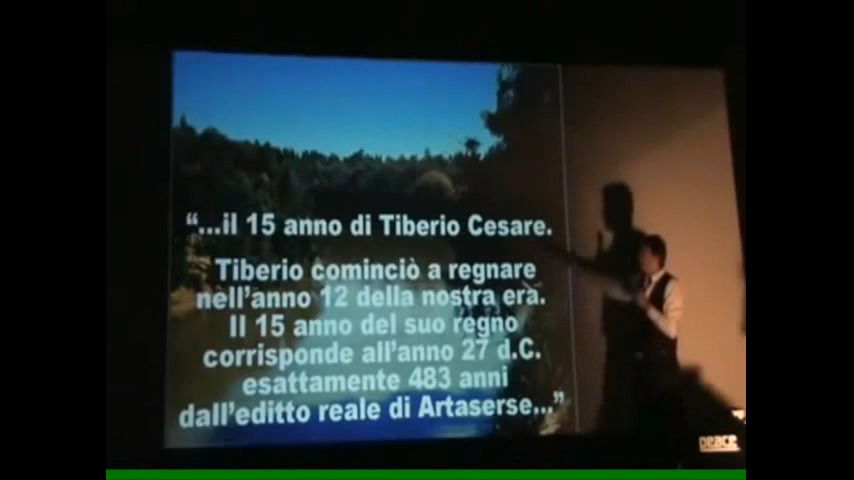 “...il 15 anno di Tiberio Cesare.
Tiberio cominciò a regnare
nell’anno 12 della nostra era.
Il 15 anno del suo regno
corrisponde all’anno 27 d.C.
esattamente 483 anni
dall’editto reale di Artaserse...”
peace